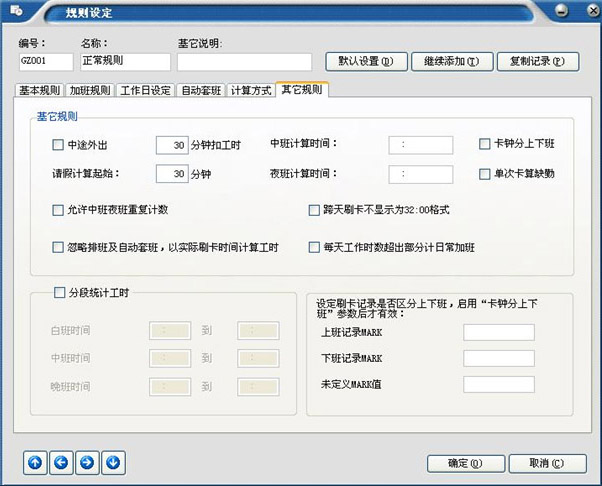 规则设定
编号： 名称： 基它说明:
GZ001 正常规则 默认设置(D) 继续添加(T) 复制记录(P)
基本规则 加班规则 工作日设定 自动套班 计算方式 其它规则
基它规则
中途外出 30 分钟扣工时 中班计算时间： : 卡钟分上下班
请假计算起始： 30 分钟 夜班计算时间： : 单次卡算缺勤
允许中班夜班重复计数 跨天刷卡不显示为32:00格式
忽略排班及自动套班，以实际刷卡时间计算工时 每天工作时数超出部分计日常加班
分段统计工时
白班时间 : 到 :
中班时间 : 到 :
晚班时间 : 到 :
设定刷卡记录是否区分上下班，启用“卡钟分上下
班”参数后才有效：
上班记录MARK
下班记录MARK
未定义MARK值
确定(O) 取消(C)